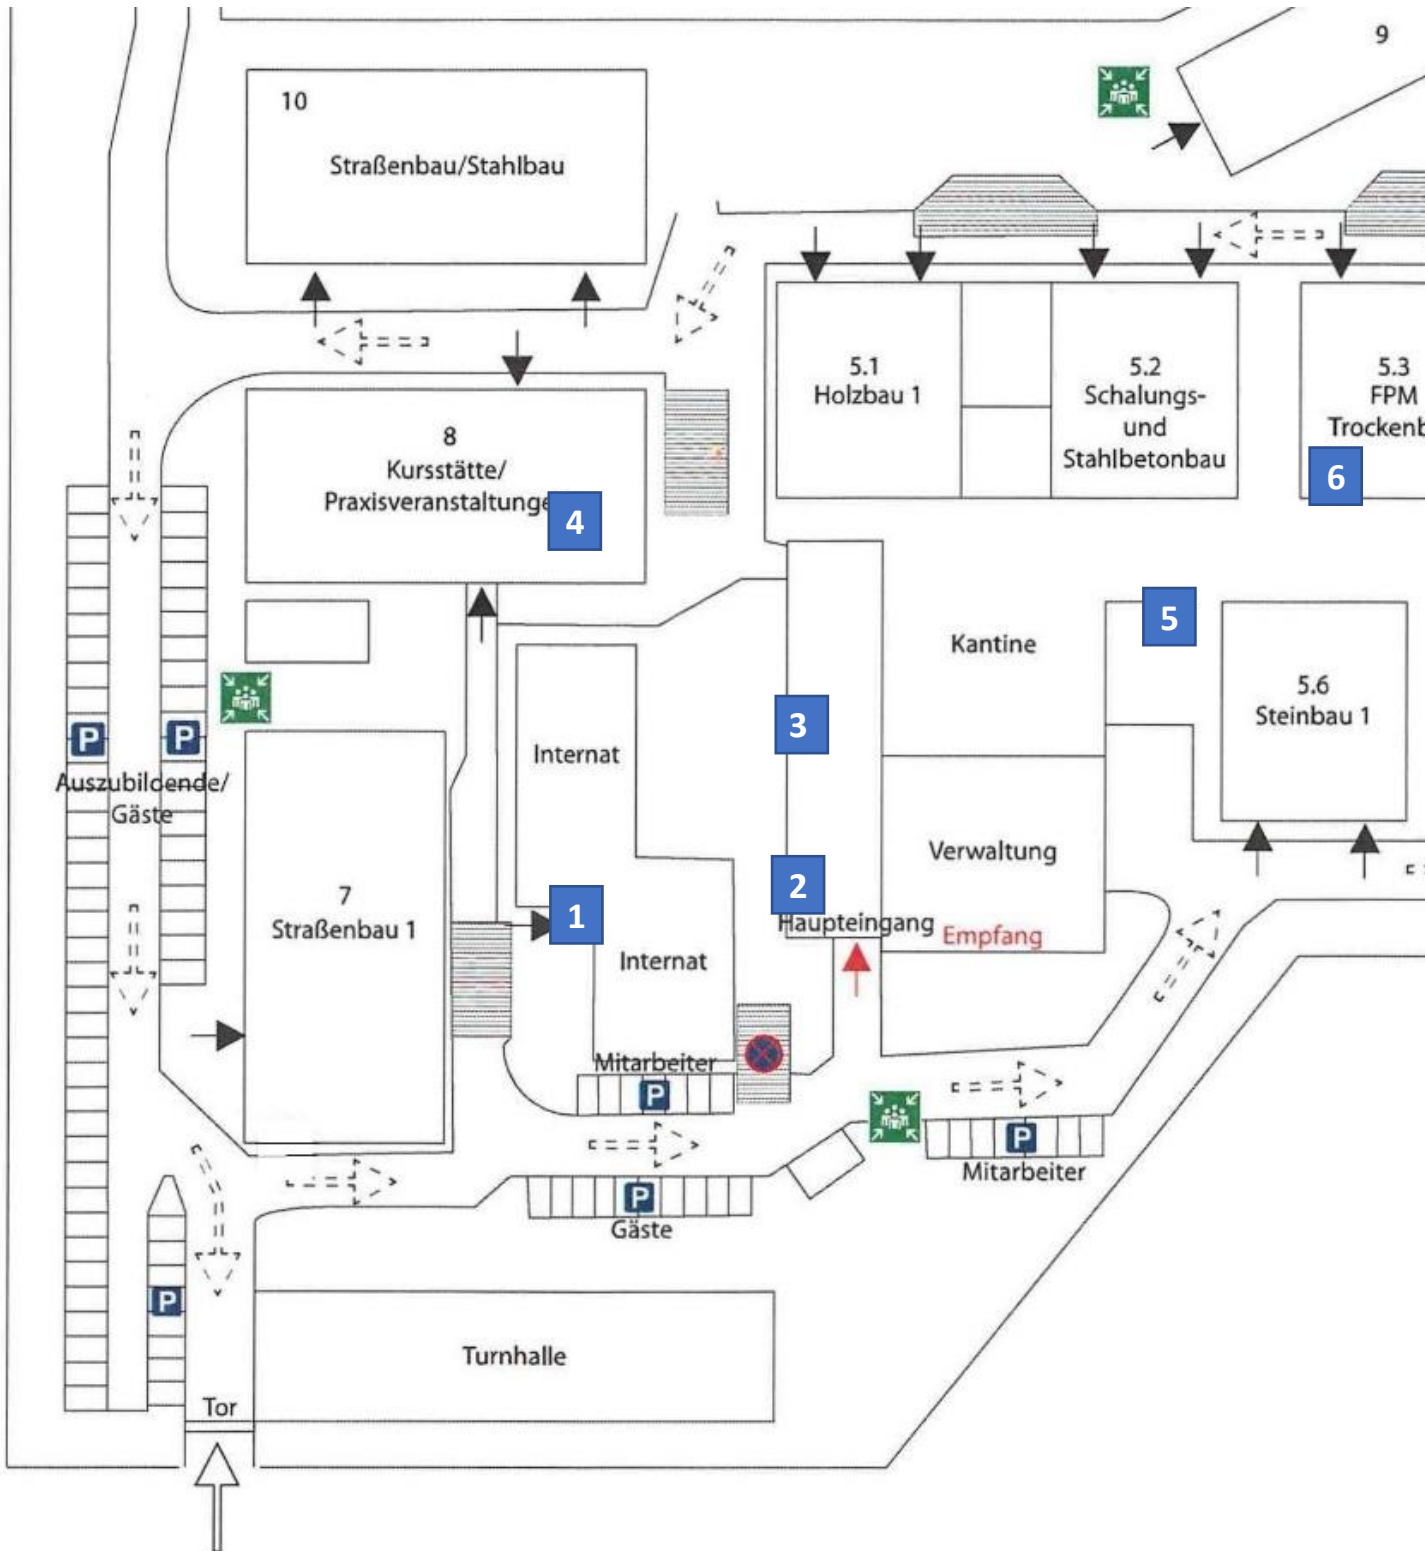 9
10
Straßenbau/Stahlbau
5.1
Holzbau 1
5.2
Schalungs-
und
Stahlbetonbau
5.3
FPM
Trockenb
6
8
Kursstätte/
Praxisveranstaltunge
4
5
Kantine
5.6
Steinbau 1
3
Internat
P
P
Auszubildende/
Gäste
7
Straßenbau 1
1
Internat
2
Haupteingang
Verwaltung
Empfang
Mitarbeiter
P
P
Mitarbeiter
P
Gäste
P
Turnhalle
Tor